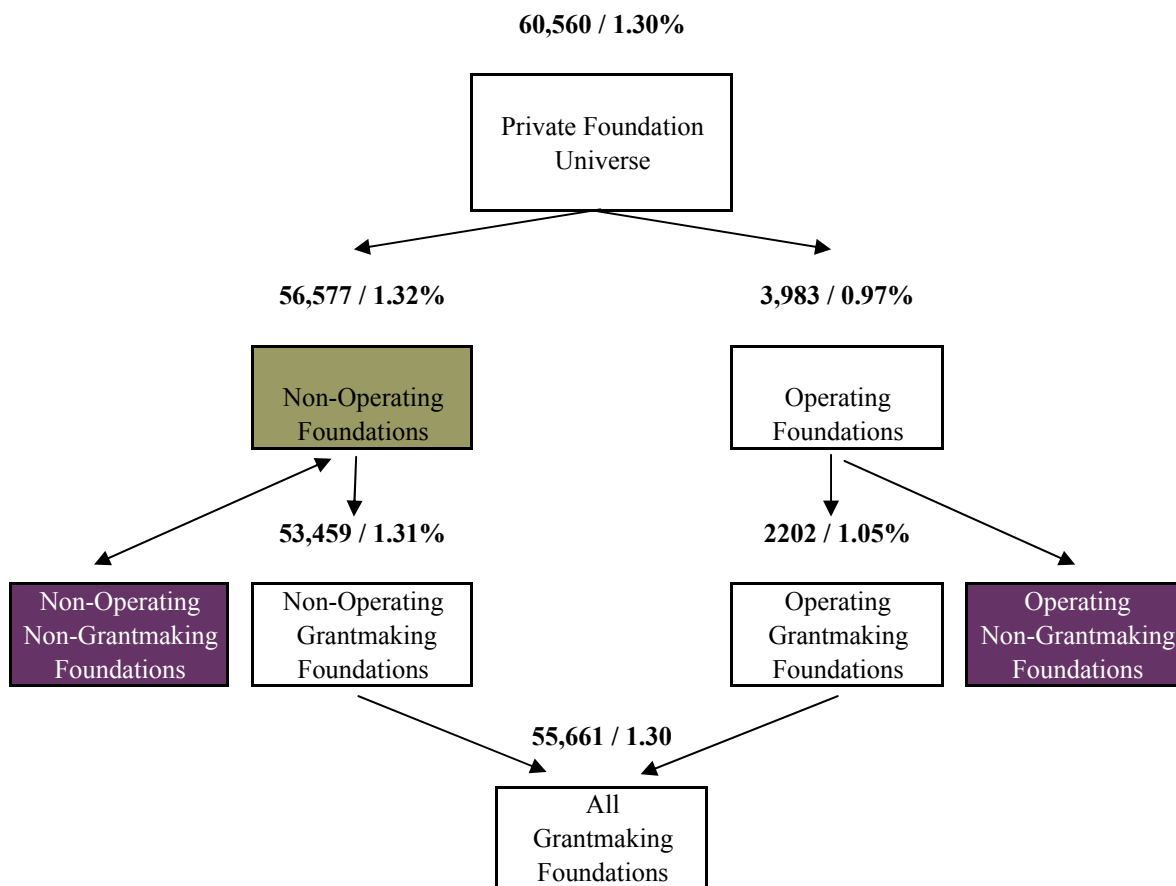 60,560 / 1.30%
Private Foundation
Universe
56,577 / 1.32%
3,983 / 0.97%
Non-Operating
Foundations
Operating
Foundations
53,459 / 1.31%
2202 / 1.05%
Non-Operating
Non-Grantmaking
Foundations
Non-Operating
Grantmaking
Foundations
Operating
Grantmaking
Foundations
Operating
Non-Grantmaking
Foundations
55,661 / 1.30
All
Grantmaking
Foundations